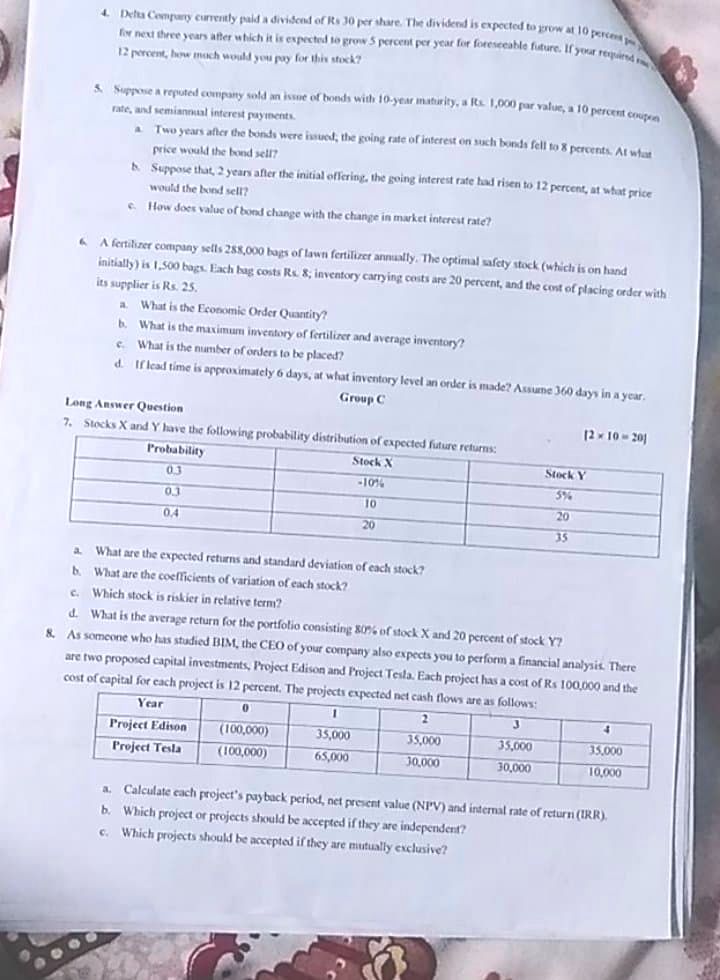 4. Delta Company currently paid a dividend of Rs 30 per share. The dividend is expected to grow at 10 percent
for next three years after which it is expected to grow 5 percent per year for foreseeable future. If your required
12 percent, how much would you pay for this stock?
5. Suppose a reputed company sold an issue of bonds with 10-year maturity, a Rs. 1,000 par value, a 10 percent coupon
rate, and semiannual interest payments.
a. Two years after the bonds were issued; the going rate of interest on such bonds fell to 8 percents. At what
price would the bond sell?
b. Suppose that, 2 years after the initial offering, the going interest rate had risen to 12 percent, at what price
would the bond sell?
c. How does value of bond change with the change in market interest rate?
6. A fertilizer company sells 288,000 bags of lawn fertilizer annually. The optimal safety stock (which is on hand
initially) is 1,500 bags. Each bag costs Rs. 8; inventory carrying costs are 20 percent, and the cost of placing order with
its supplier is Rs. 25.
a. What is the Economic Order Quantity?
b. What is the maximum inventory of fertilizer and average inventory?
c. What is the number of orders to be placed?
d. If lead time is approximately 6 days, at what inventory level an order is made? Assume 360 days in a year.
Group C
Long Answer Question [2 × 10 = 20]
7. Stocks X and Y have the following probability distribution of expected future returns:
Probability Stock X Stock Y
0.3 -10% 5%
0.3 10 20
0.4 20 35
a. What are the expected returns and standard deviation of each stock?
b. What are the coefficients of variation of each stock?
c. Which stock is riskier in relative term?
d. What is the average return for the portfolio consisting 80% of stock X and 20 percent of stock Y?
8. As someone who has studied BIM, the CEO of your company also expects you to perform a financial analysis. There
are two proposed capital investments, Project Edison and Project Tesla. Each project has a cost of Rs 100,000 and the
cost of capital for each project is 12 percent. The projects expected net cash flows are as follows:
Year 0 1 2 3 4
Project Edison (100,000) 35,000 35,000 35,000 35,000
Project Tesla (100,000) 65,000 30,000 30,000 10,000
a. Calculate each project's payback period, net present value (NPV) and internal rate of return (IRR).
b. Which project or projects should be accepted if they are independent?
c. Which projects should be accepted if they are mutually exclusive?